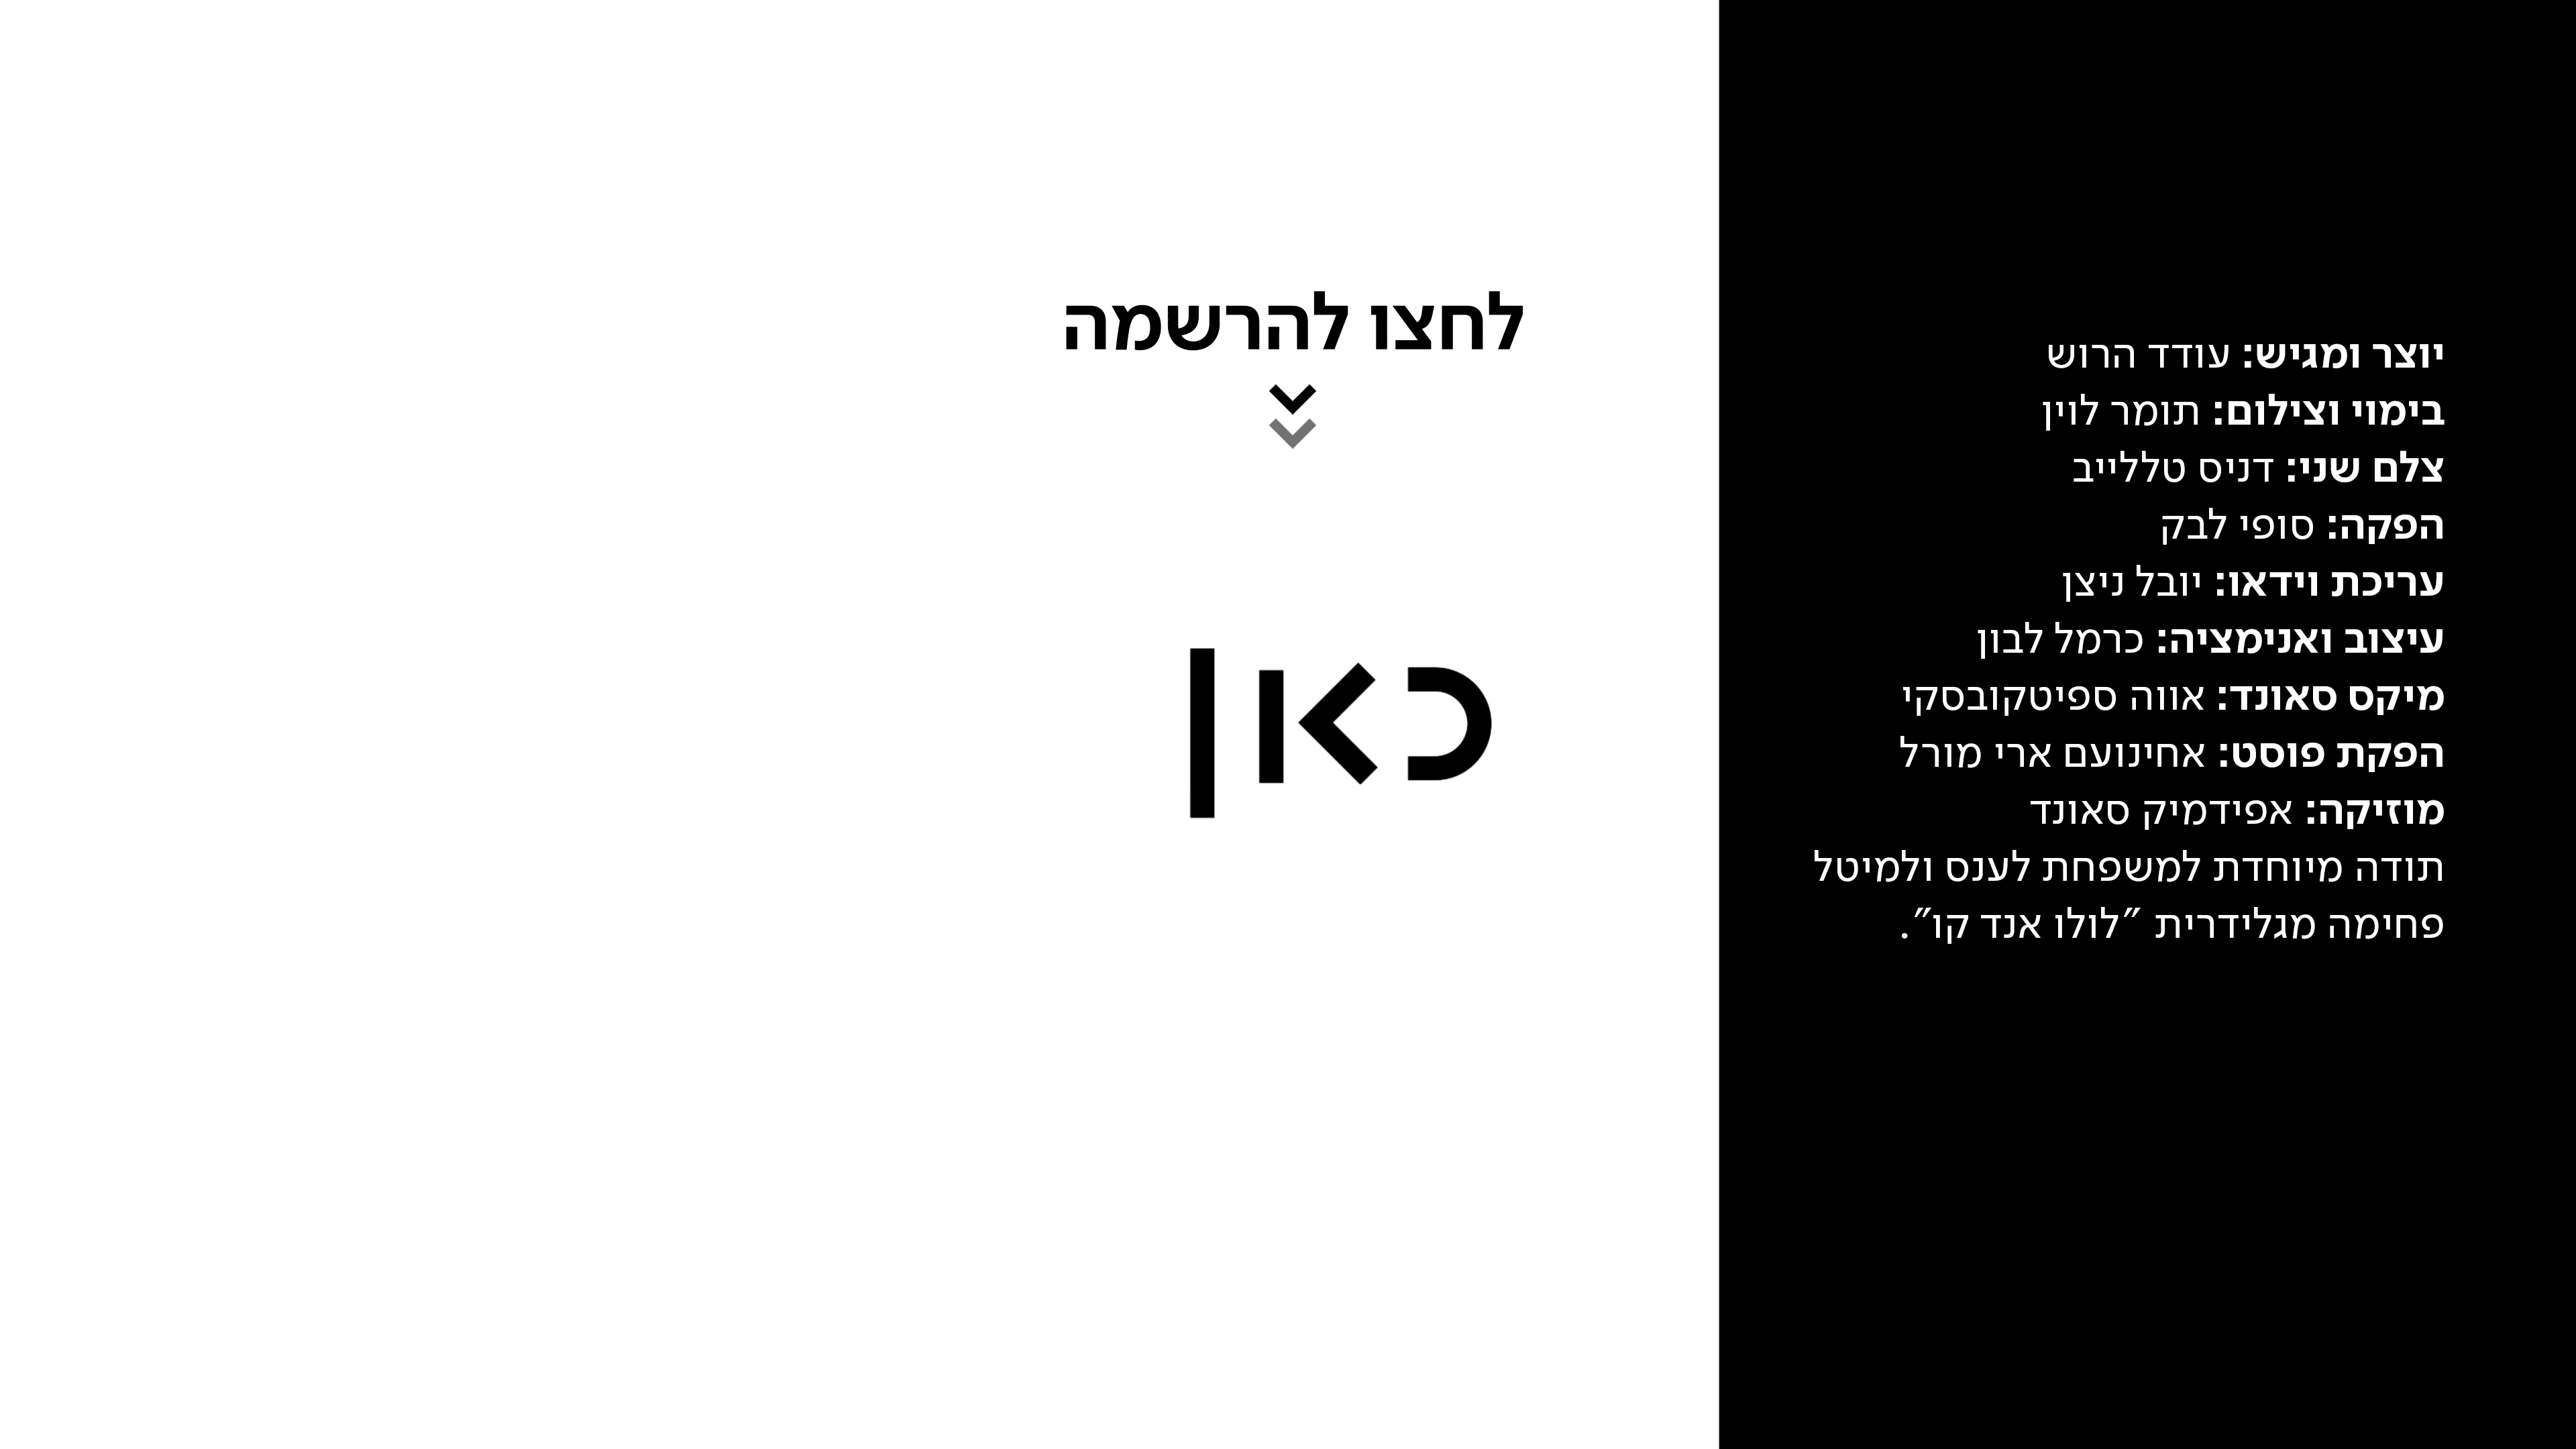 לחצו להרשמה
כאן
יוצר ומגיש: עודד הרוש
בימוי וצילום: תומר לוין
צלם שני: דניס טללייב
הפקה: סופי לבק
עריכת וידאו: יובל ניצן
עיצוב ואנימציה: כרמל לבון
מיקס סאונד: אווה ספיטקובסקי
הפקת פוסט: אחינועם ארי מורל
מוזיקה: אפידמיק סאונד
תודה מיוחדת למשפחת לענס ולמיטל
פחימה מגלידרית ״לולו אנד קו״.